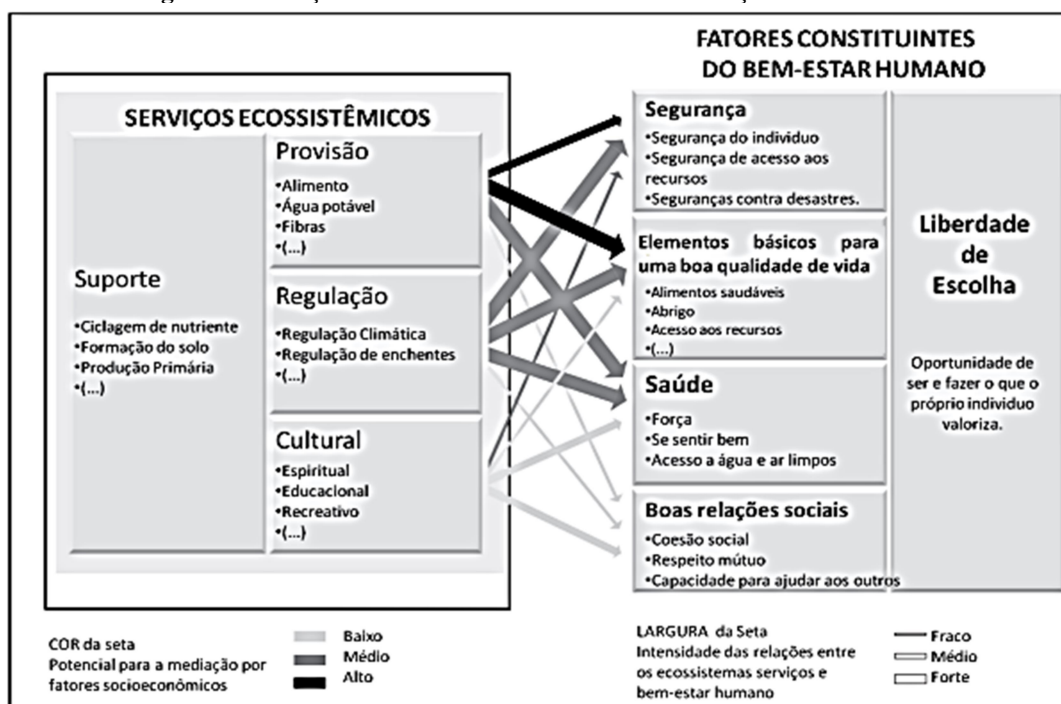 FATORES CONSTITUINTES
DO BEM-ESTAR HUMANO
SERVIÇOS ECOSSISTÊMICOS
Suporte
•Ciclagem de nutriente
•Formação do solo
•Produção Primária
•(...)
Provisão
•Alimento
•Água potável
•Fibras
•(...)
Regulação
•Regulação Climática
•Regulação de enchentes
•(...)
Cultural
•Espiritual
•Educacional
•Recreativo
•(...)
Segurança
•Segurança do individuo
•Segurança de acesso aos
recursos
•Seguranças contra desastres.
Elementos básicos para
uma boa qualidade de vida
•Alimentos saudáveis
•Abrigo
•Acesso aos recursos
•(...)
Saúde
•Força
•Se sentir bem
•Acesso a água e ar limpos
Boas relações sociais
•Coesão social
•Respeito mútuo
•Capacidade para ajudar aos outros
Liberdade
de
Escolha
Oportunidade de
ser e fazer o que o
próprio individuo
valoriza.
COR da seta
Potencial para a mediação por
fatores socioeconômicos
Baixo
Médio
Alto
LARGURA da Seta
Intensidade das relações entre
os ecossistemas serviços e
bem-estar humano
Fraco
Médio
Forte